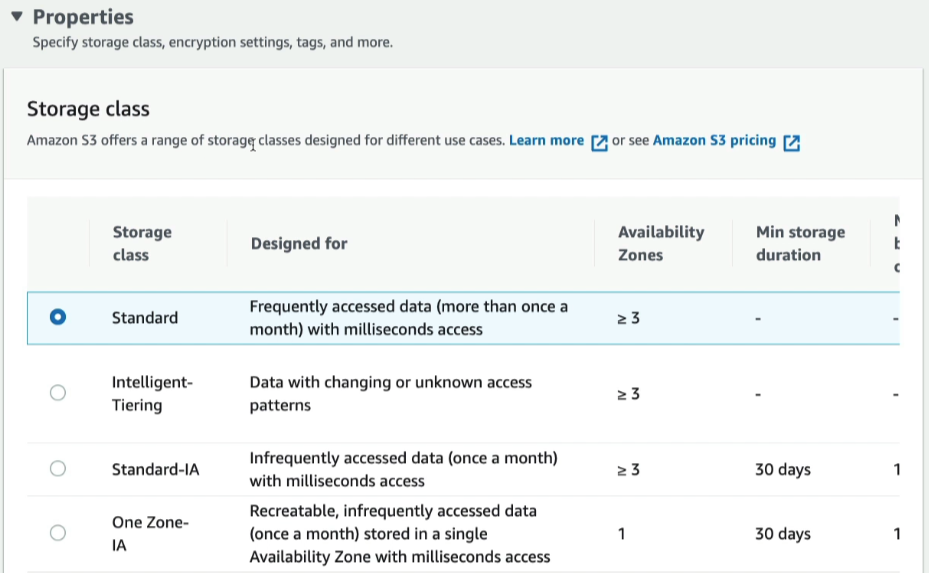 Properties
Specify storage class, encryption settings, tags, and more.
Storage class
Amazon S3 offers a range of storage classes designed for different use cases. Learn more or see Amazon S3 pricing
Storage class
Designed for
Availability Zones
Min storage duration
Standard
Frequently accessed data (more than once a
month) with milliseconds access
≥ 3
-
-
Intelligent-
Tiering
Data with changing or unknown access
patterns
≥ 3
-
-
Standard-IA
Infrequently accessed data (once a month)
with milliseconds access
≥ 3
30 days
1
One Zone-
IA
Recreatable, infrequently accessed data
(once a month) stored in a single
Availability Zone with milliseconds access
1
30 days
1